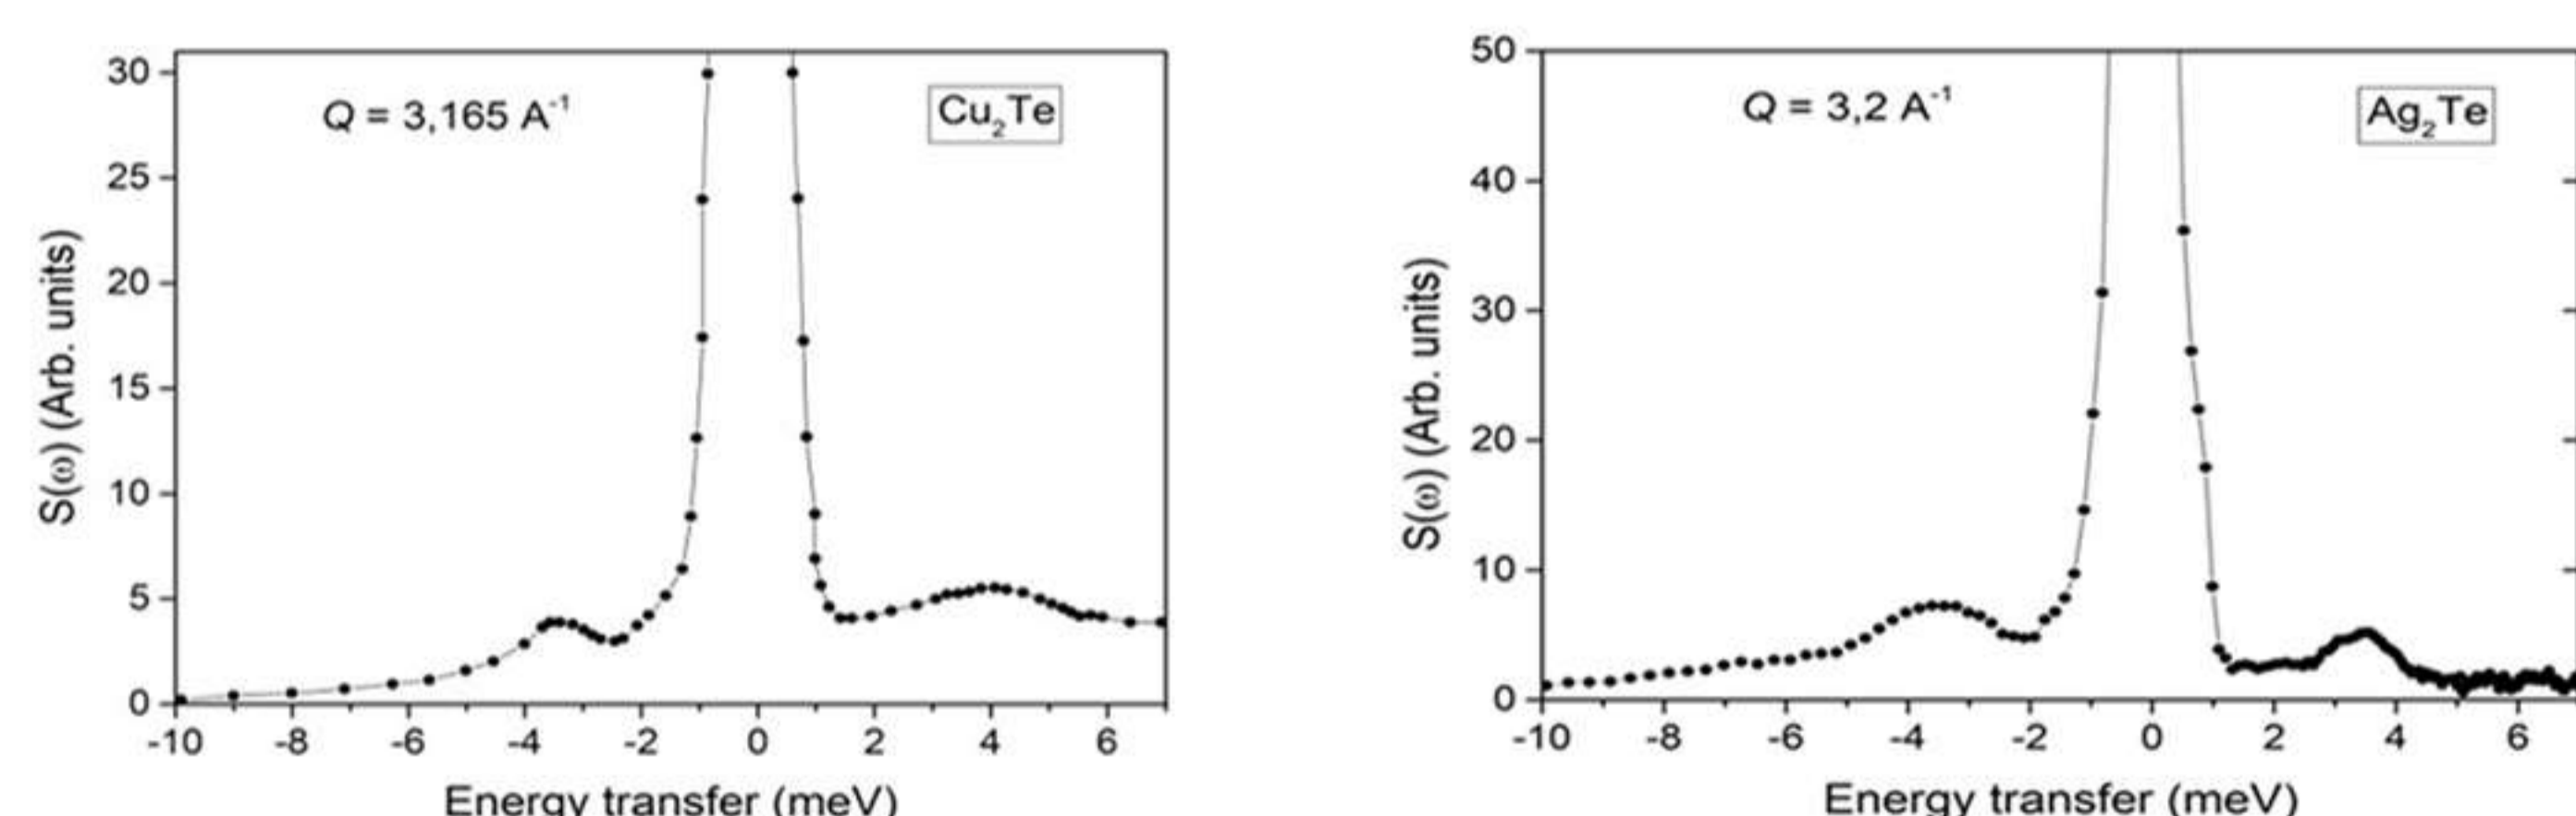 30
25
20
15
10
5
0
S(ω) (Arb. units)
Q = 3,165 A⁻¹
Cu₂Te
-10 -8 -6 -4 -2 0 2 4 6
Energy transfer (meV)
50
40
30
20
10
0
S(ω) (Arb. units)
Q = 3,2 A⁻¹
Ag₂Te
-10 -8 -6 -4 -2 0 2 4 6
Energy transfer (meV)